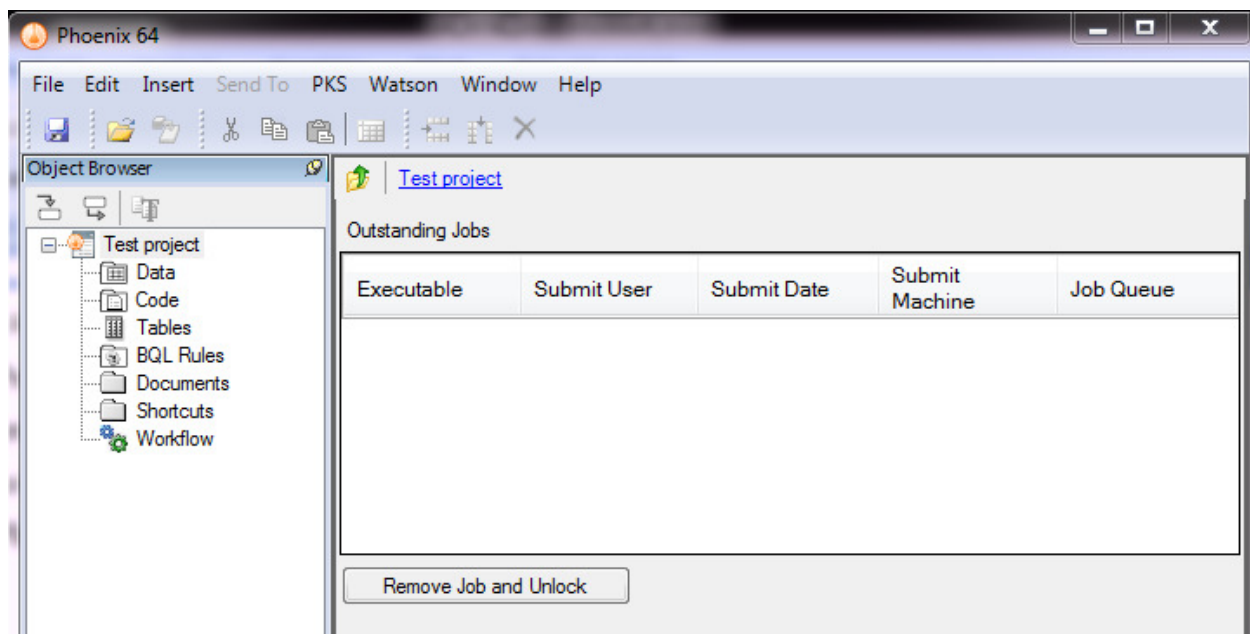 Phoenix 64
File Edit Insert Send To PKS Watson Window Help
Object Browser
Test project
Data
Code
Tables
BQL Rules
Documents
Shortcuts
Workflow
Test project
Outstanding Jobs
Executable Submit User Submit Date Submit Machine Job Queue
Remove Job and Unlock